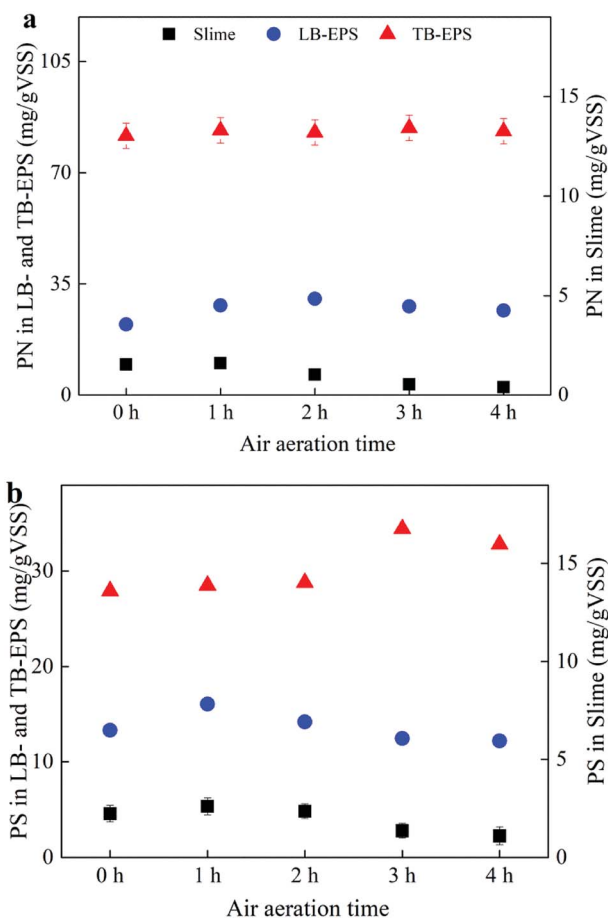 a
Slime LB-EPS TB-EPS
PN in LB- and TB-EPS (mg/gVSS)
105
70
35
0
15
10
5
0
PN in Slime (mg/gVSS)
0 h 1 h 2 h 3 h 4 h
Air aeration time
b
PS in LB- and TB-EPS (mg/gVSS)
30
20
10
0
15
10
5
0
PS in Slime (mg/gVSS)
0 h 1 h 2 h 3 h 4 h
Air aeration time